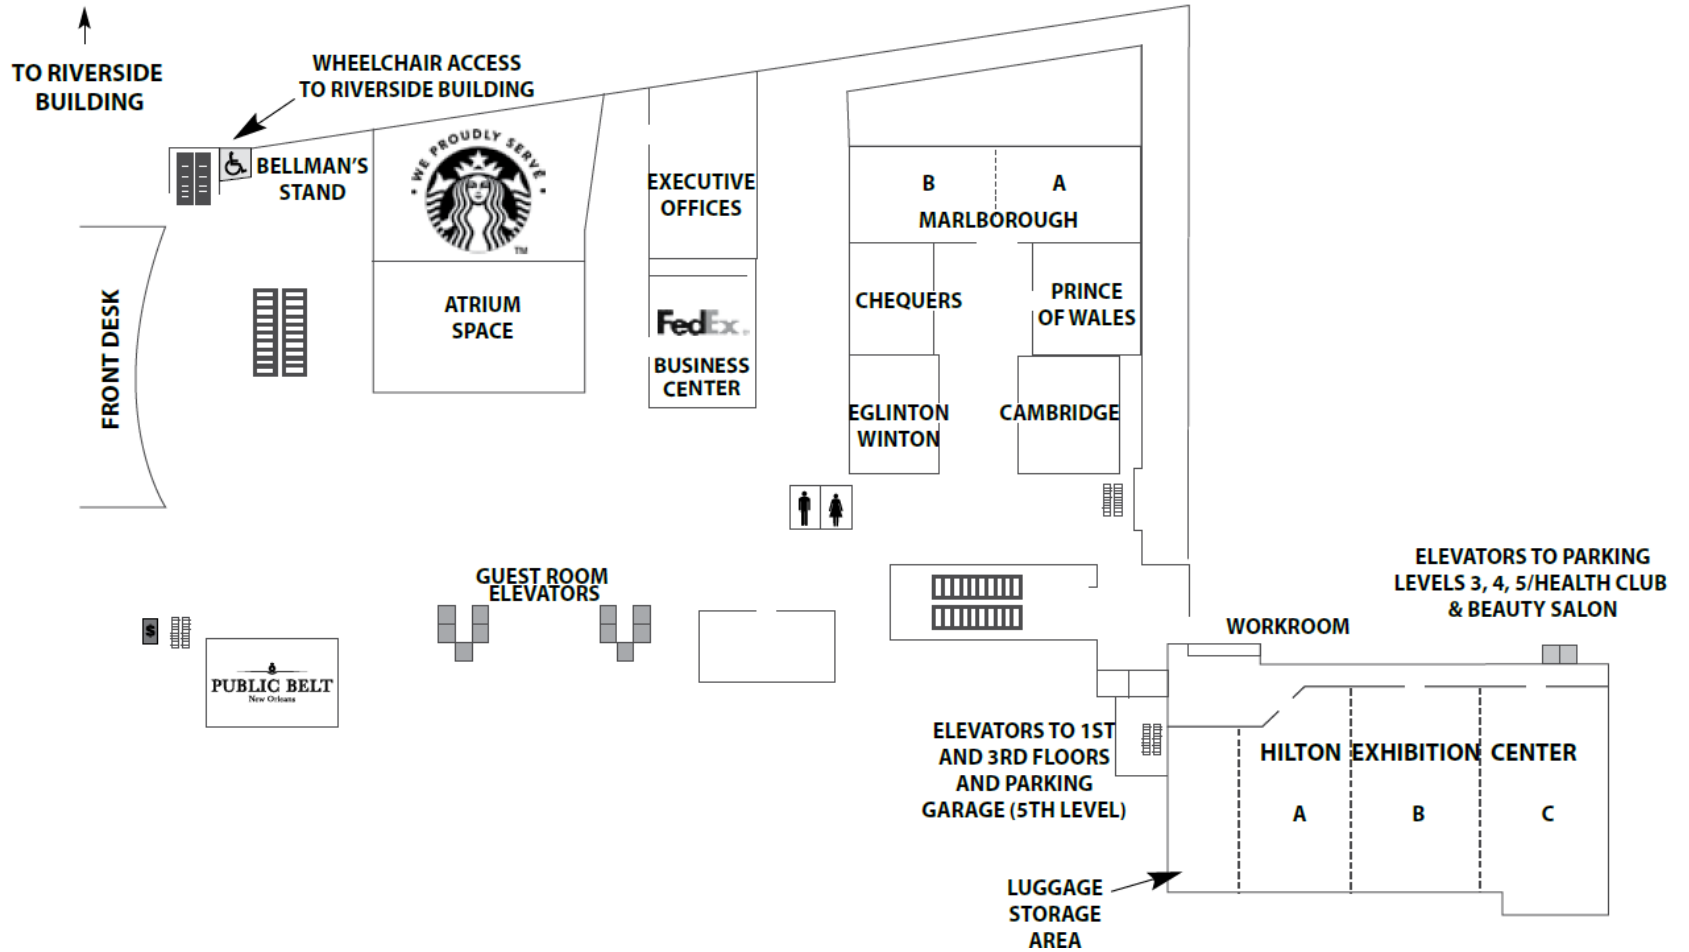 TO RIVERSIDE
BUILDING
WHEELCHAIR ACCESS
TO RIVERSIDE BUILDING
BELLMAN'S
STAND
WE PROUDLY SERVE
TM
EXECUTIVE
OFFICES
B
A
MARLBOROUGH
FRONT DESK
ATRIUM
SPACE
FedEx®
BUSINESS
CENTER
CHEQUERS
PRINCE
OF WALES
EGLINTON
WINTON
CAMBRIDGE
GUEST ROOM
ELEVATORS
$
PUBLIC BELT
New Orleans
ELEVATORS TO PARKING
LEVELS 3, 4, 5/HEALTH CLUB
& BEAUTY SALON
WORKROOM
ELEVATORS TO 1ST
AND 3RD FLOORS
AND PARKING
GARAGE (5TH LEVEL)
HILTON EXHIBITION CENTER
A
B
C
LUGGAGE
STORAGE
AREA